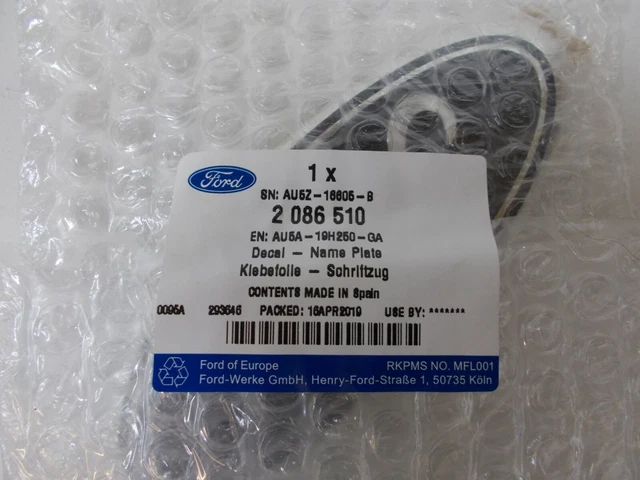 Ford
1 x
SN: AU5Z-16605-B
2 086 510
EN: AU5A-19H250-GA
Decal - Name Plate
Klebefolie - Schriftzug
CONTENTS MADE IN Spain
0095A 293646 PACKED: 16APR2019 USE BY: *******
Ford of Europe RKPMS NO. MFL001
Ford-Werke GmbH, Henry-Ford-Straße 1, 50735 Köln